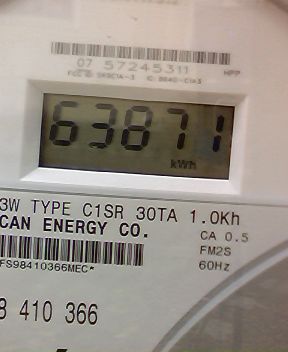 07 57245311 HPP
63871
kWh
3W TYPE C1SR 30TA 1.0Kh
CAN ENERGY CO. CA 0.5
FM2S
FS98410366MEC* 60Hz
8 410 366